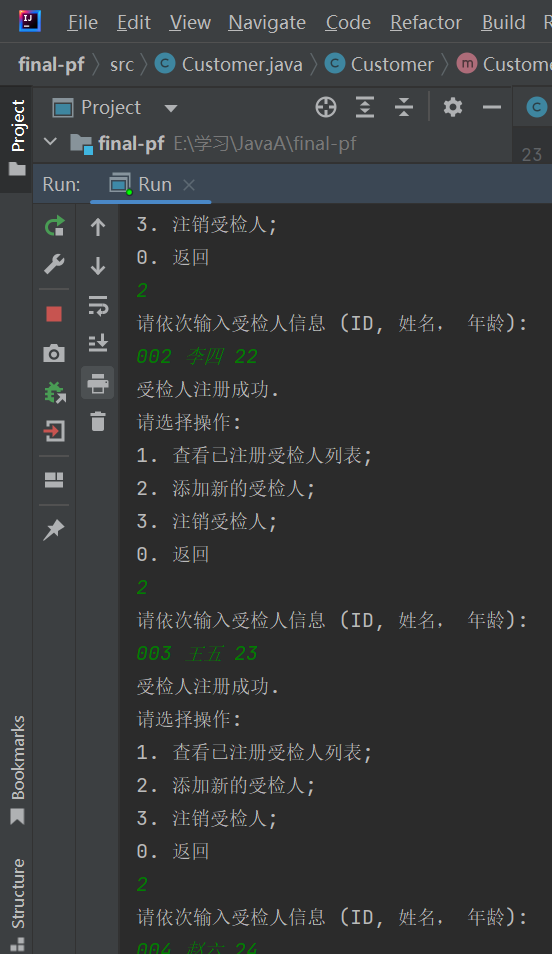 File Edit View Navigate Code Refactor Build
final-pf src Customer.java Customer Custome
Project
Project
final-pf E:\学习\JavaA\final-pf
23
Run: Run
3. 注销受检人;
0. 返回
2
请依次输入受检人信息 (ID, 姓名, 年龄):
002 李四 22
受检人注册成功.
请选择操作:
1. 查看已注册受检人列表;
2. 添加新的受检人;
3. 注销受检人;
0. 返回
2
请依次输入受检人信息 (ID, 姓名, 年龄):
003 王五 23
受检人注册成功.
请选择操作:
1. 查看已注册受检人列表;
2. 添加新的受检人;
3. 注销受检人;
0. 返回
2
请依次输入受检人信息 (ID, 姓名, 年龄):
004 赵六 24
Bookmarks
Structure